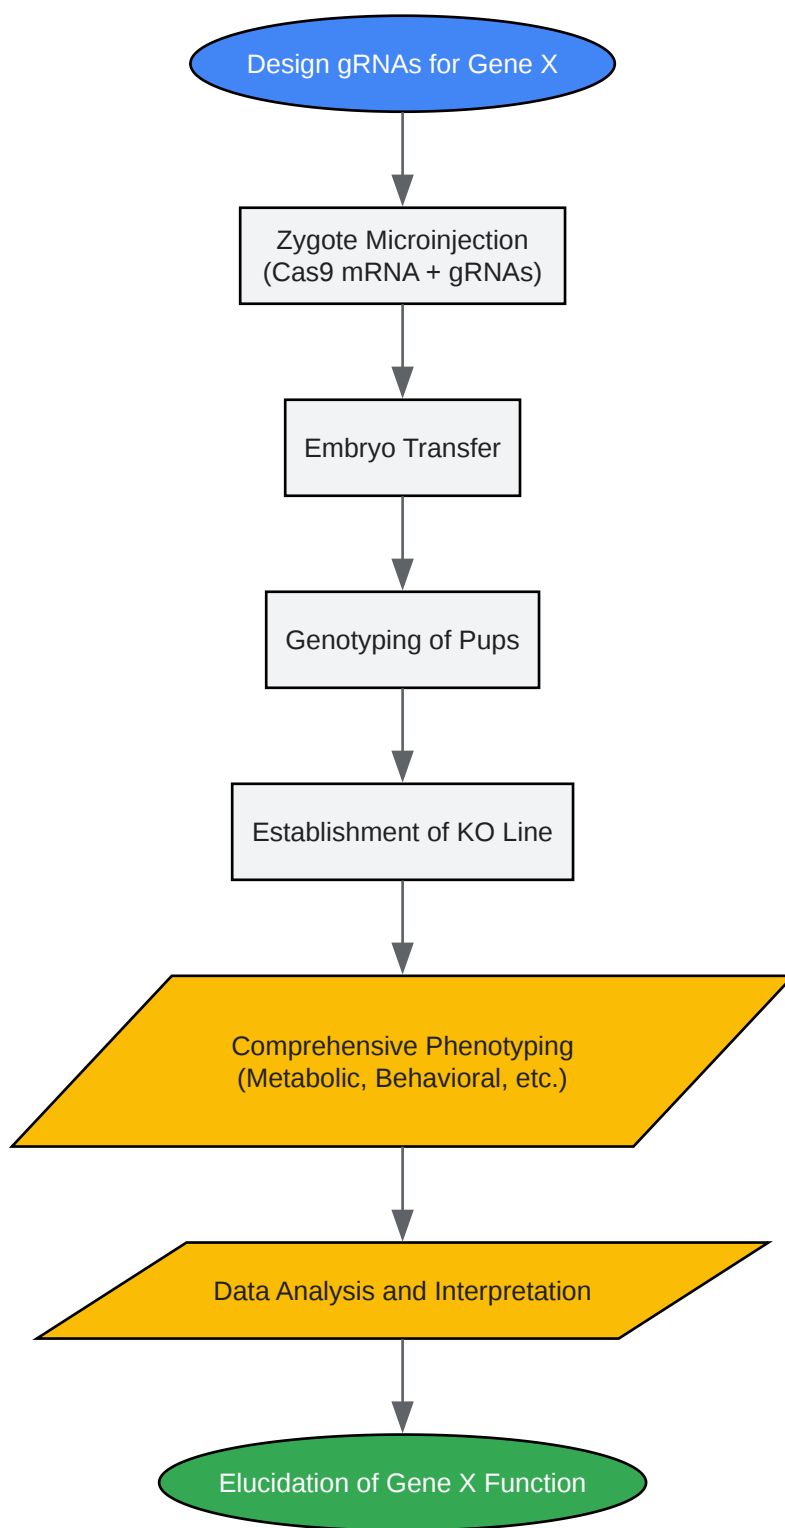 Design gRNAs for Gene X
Zygote Microinjection
(Cas9 mRNA + gRNAs)
Embryo Transfer
Genotyping of Pups
Establishment of KO Line
Comprehensive Phenotyping
(Metabolic, Behavioral, etc.)
Data Analysis and Interpretation
Elucidation of Gene X Function